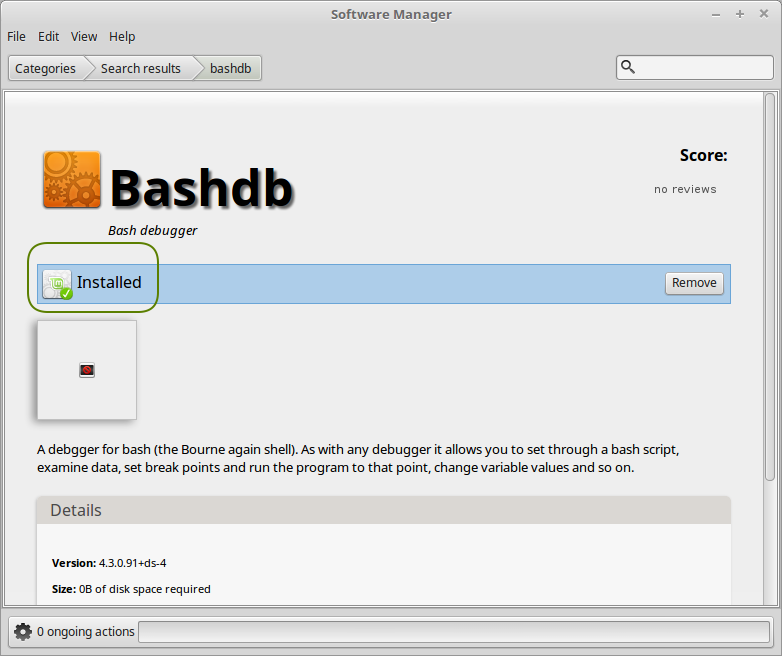 Software Manager
File Edit View Help
Categories Search results bashdb
Score:
no reviews
Bashdb
Bash debugger
Installed
Remove
A debgger for bash (the Bourne again shell). As with any debugger it allows you to set through a bash script,
examine data, set break points and run the program to that point, change variable values and so on.
Details
Version: 4.3.0.91+ds-4
Size: 0B of disk space required
0 ongoing actions